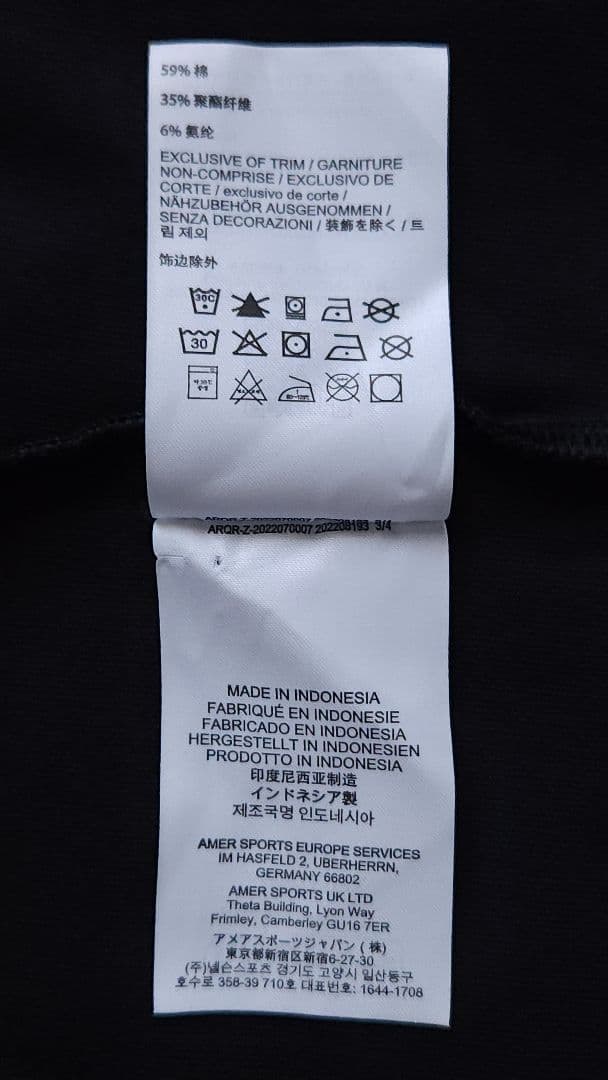 59% 棉
35% 聚酯纤维
6% 氨纶
EXCLUSIVE OF TRIM / GARNITURE
NON-COMPRISE / EXCLUSIVO DE
CORTE / exclusivo de corte /
NÄHZUBEHÖR AUSGENOMMEN /
SENZA DECORAZIONI / 装飾を除く / 트
림 제외
饰边除外
30C
30
ARQR-Z-2022070007 202208193 3/4
MADE IN INDONESIA
FABRIQUÉ EN INDONESIE
FABRICADO EN INDONESIA
HERGESTELLT IN INDONESIEN
PRODOTTO IN INDONESIA
印度尼西亚制造
インドネシア製
제조국명 인도네시아
AMER SPORTS EUROPE SERVICES
IM HASFELD 2, UBERHERRN,
GERMANY 66802
AMER SPORTS UK LTD
Theta Building, Lyon Way
Frimley, Camberley GU16 7ER
アメアスポーツジャパン (株)
東京都新宿区新宿6-27-30
(주)넬슨스포츠 경기도 고양시 일산동구
호수로 358-39 710호 대표번호: 1644-1708